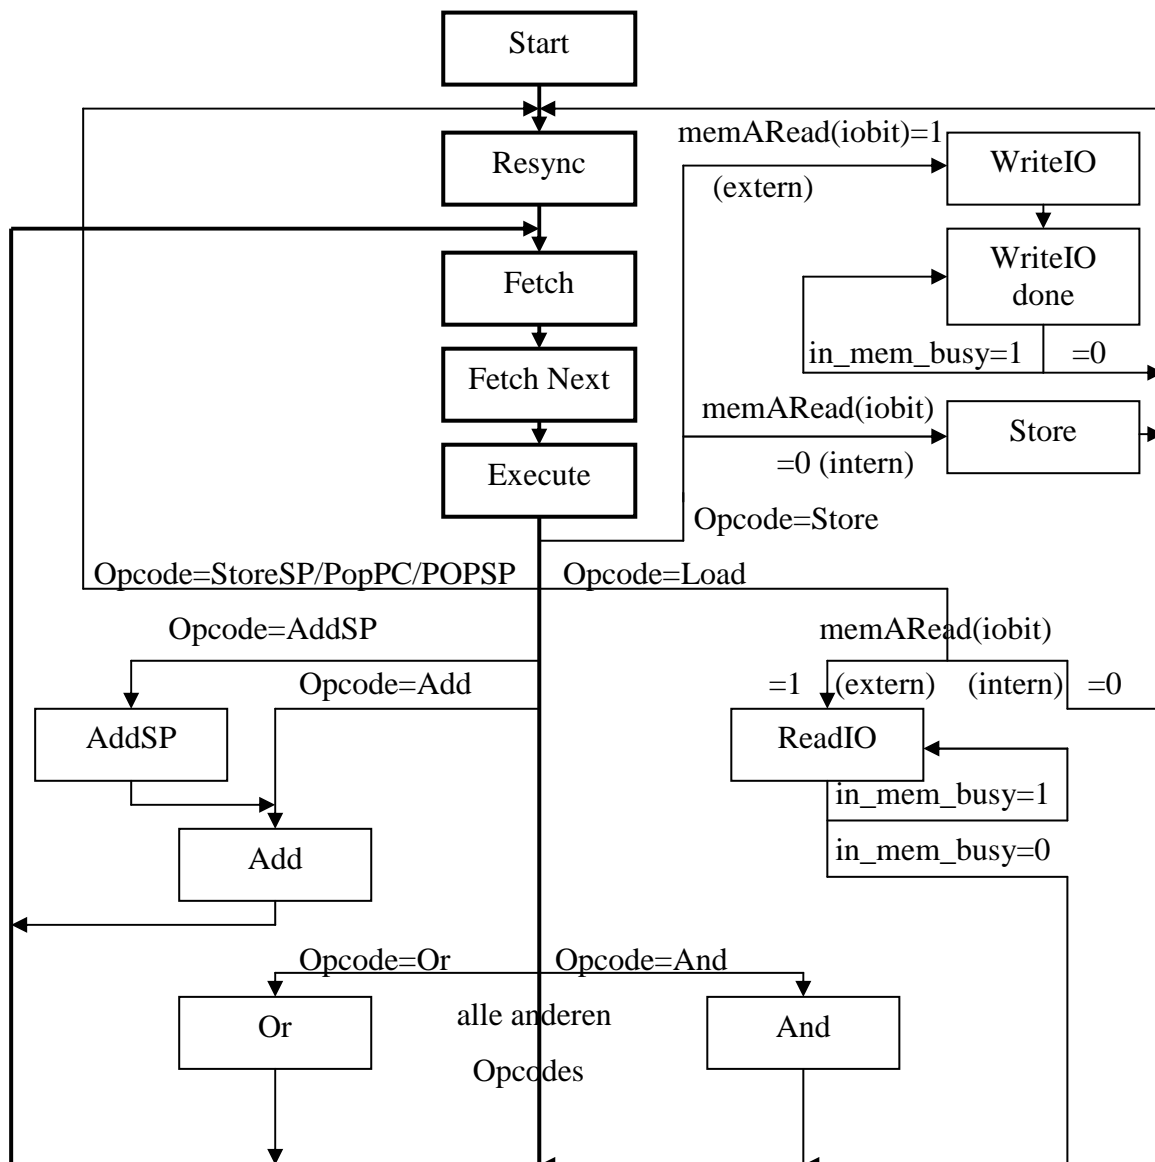 Start
memARead(iobit)=1
(extern)
WriteIO
Resync
WriteIO
done
Fetch
in_mem_busy=1
=0
Fetch Next
memARead(iobit)
=0 (intern)
Store
Execute
Opcode=Store
Opcode=StoreSP/PopPC/POPSP
Opcode=Load
Opcode=AddSP
memARead(iobit)
Opcode=Add
=1
(extern)
(intern)
=0
AddSP
ReadIO
in_mem_busy=1
Add
in_mem_busy=0
Opcode=Or
Opcode=And
Or
alle anderen
Opcodes
And